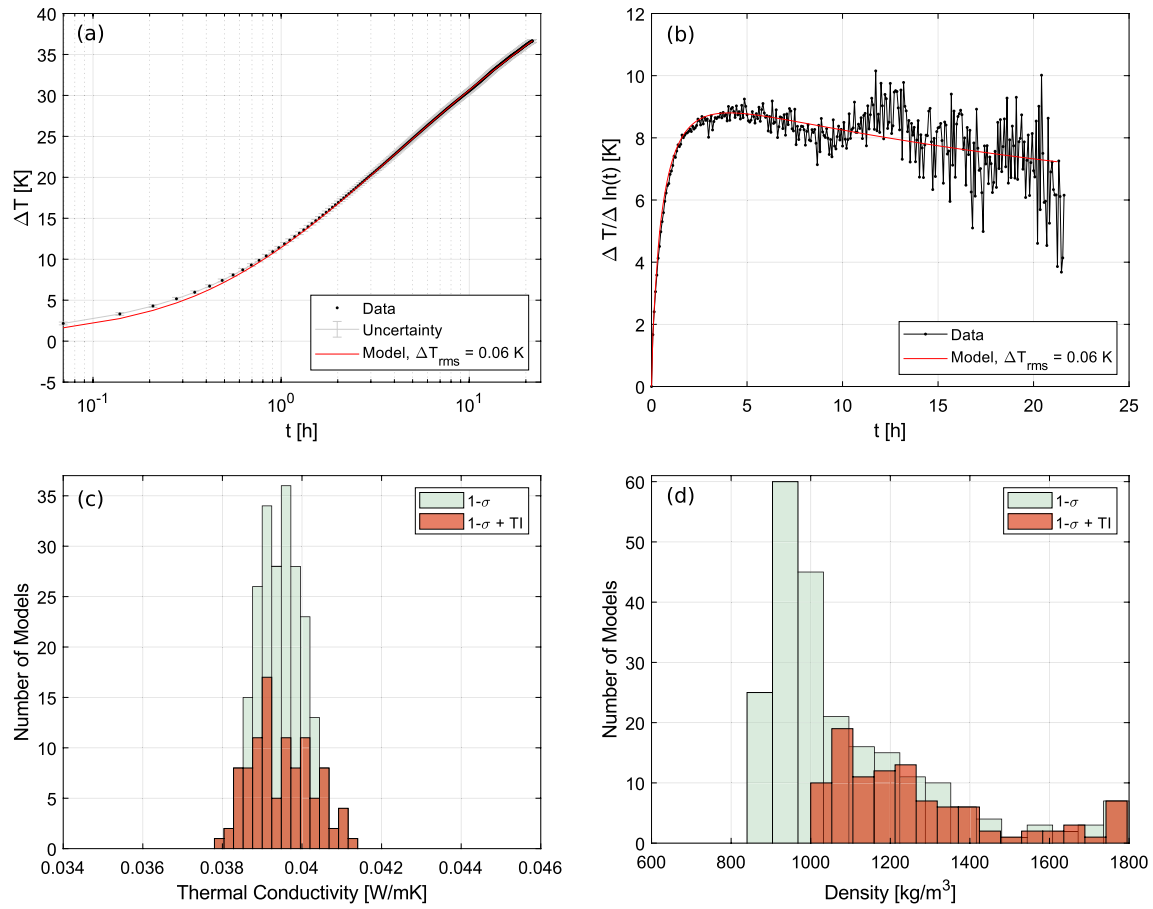 (a)
40
35
30
25
20
15
10
5
0
-5
ΔT [K]
Data
Uncertainty
Model, ΔT_rms = 0.06 K
10^-1
10^0
10^1
t [h]
(b)
12
10
8
6
4
2
0
Δ T/Δ ln(t) [K]
Data
Model, ΔT_rms = 0.06 K
0 5 10 15 20 25
t [h]
(c)
35
30
25
20
15
10
5
0
Number of Models
1-σ
1-σ + TI
0.034 0.036 0.038 0.04 0.042 0.044 0.046
Thermal Conductivity [W/mK]
(d)
60
50
40
30
20
10
0
Number of Models
1-σ
1-σ + TI
600 800 1000 1200 1400 1600 1800
Density [kg/m^3]